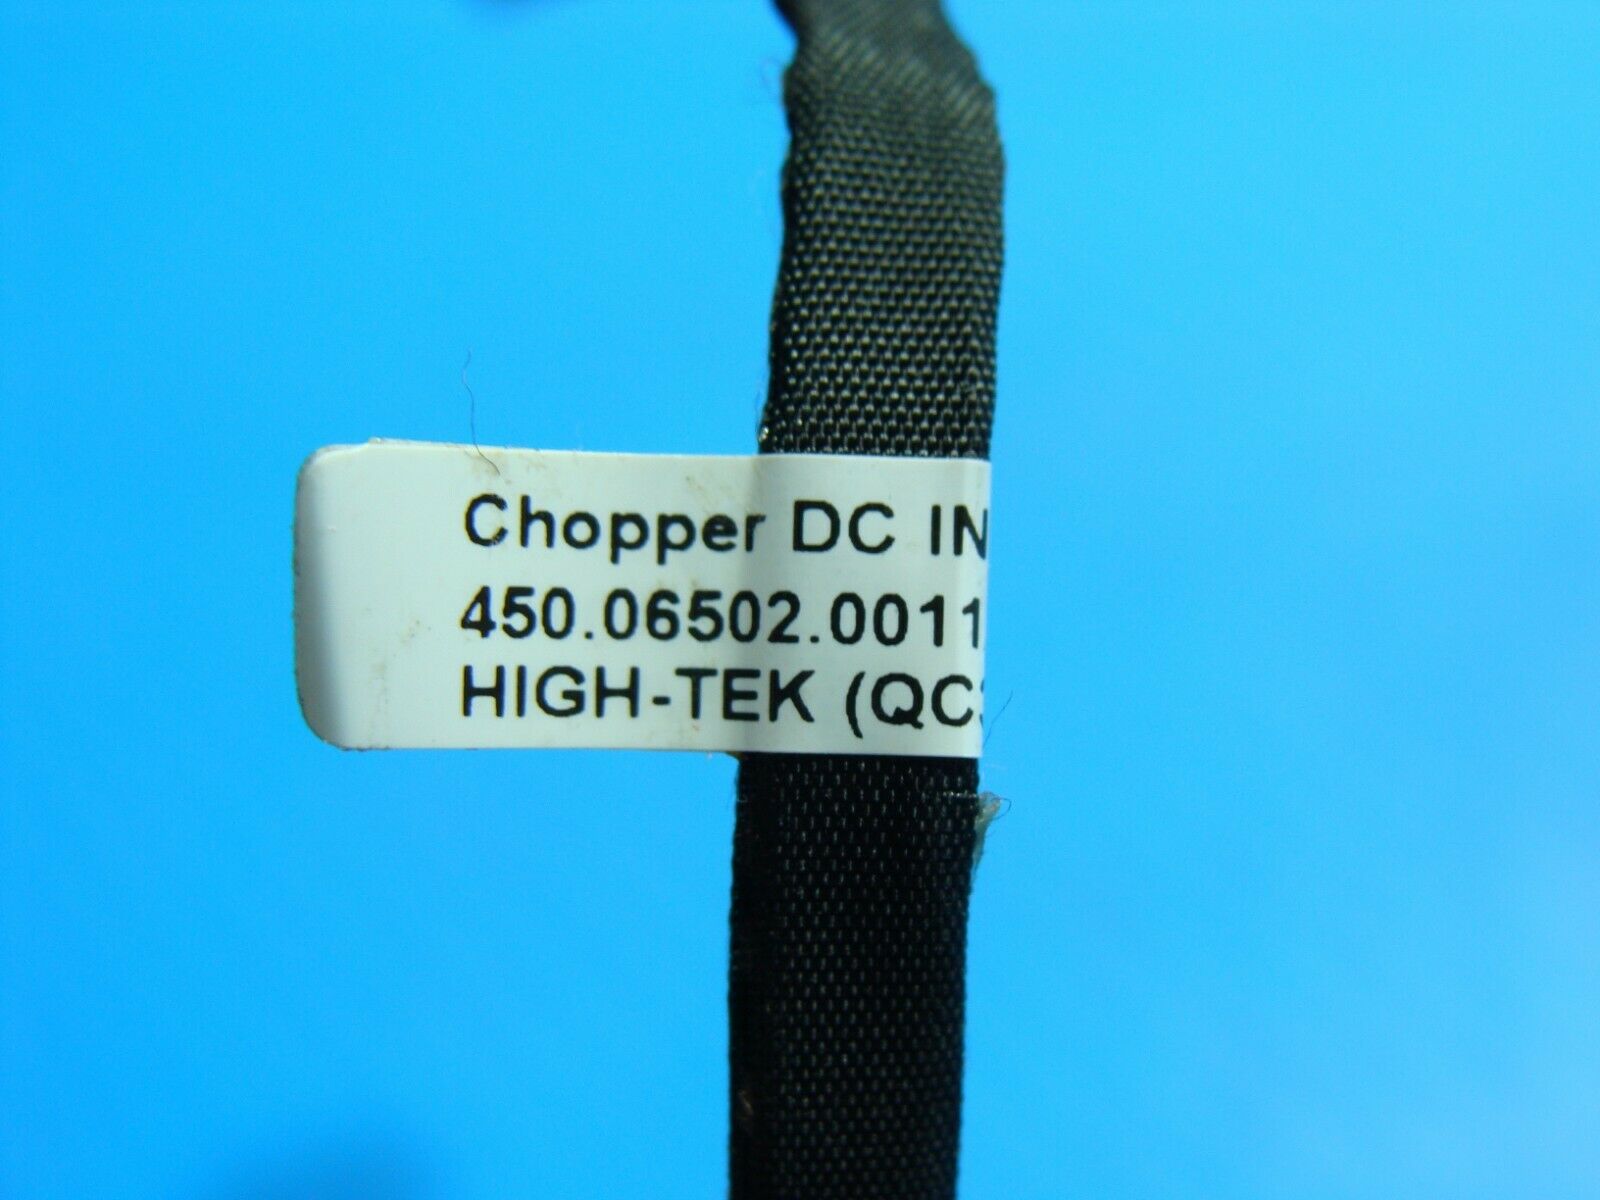 Chopper DC IN
450.06502.0011
HIGH-TEK (QC